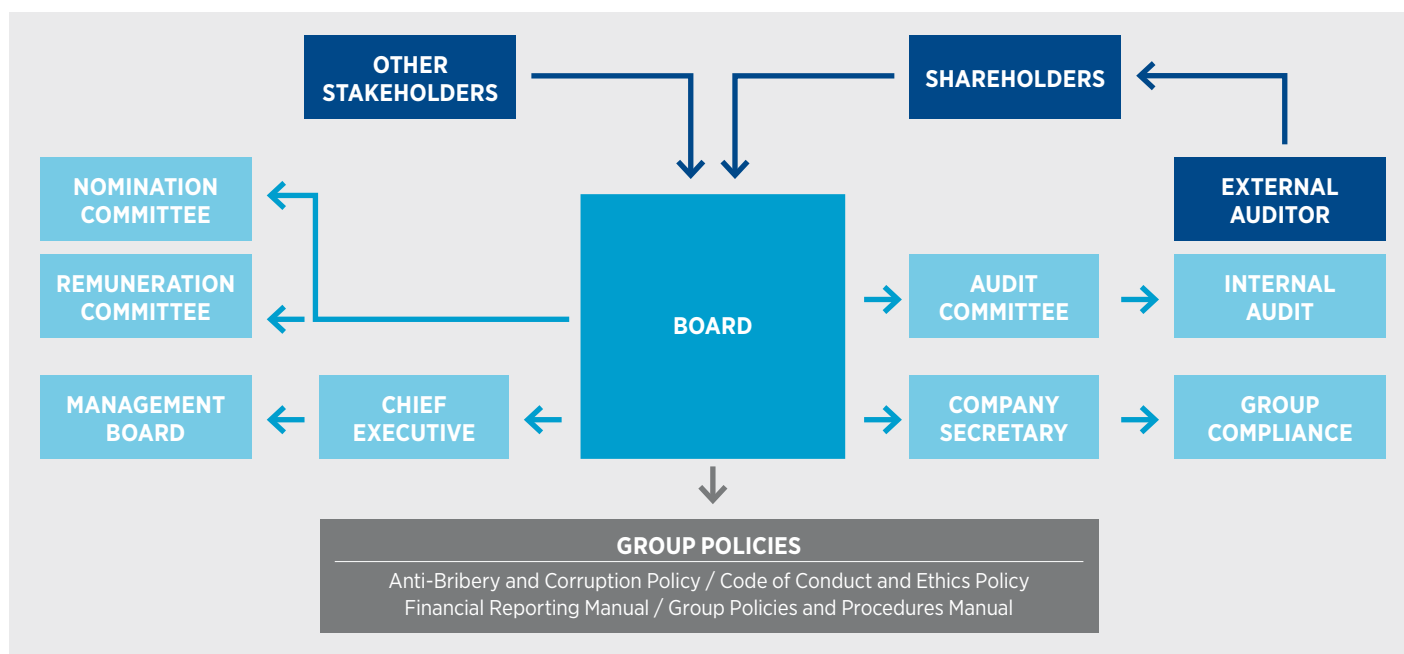 OTHER
STAKEHOLDERS
SHAREHOLDERS
NOMINATION
COMMITTEE
EXTERNAL
AUDITOR
REMUNERATION
COMMITTEE
BOARD
AUDIT
COMMITTEE
INTERNAL
AUDIT
MANAGEMENT
BOARD
CHIEF
EXECUTIVE
COMPANY
SECRETARY
GROUP
COMPLIANCE
GROUP POLICIES
Anti-Bribery and Corruption Policy / Code of Conduct and Ethics Policy
Financial Reporting Manual / Group Policies and Procedures Manual